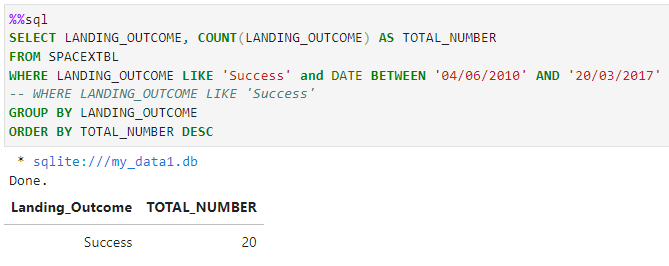 %%sql
SELECT LANDING_OUTCOME, COUNT(LANDING_OUTCOME) AS TOTAL_NUMBER
FROM SPACEXTBL
WHERE LANDING_OUTCOME LIKE 'Success' and DATE BETWEEN '04/06/2010' AND '20/03/2017'
-- WHERE LANDING_OUTCOME LIKE 'Success'
GROUP BY LANDING_OUTCOME
ORDER BY TOTAL_NUMBER DESC
* sqlite:///my_data1.db
Done.
Landing_Outcome TOTAL_NUMBER
Success 20